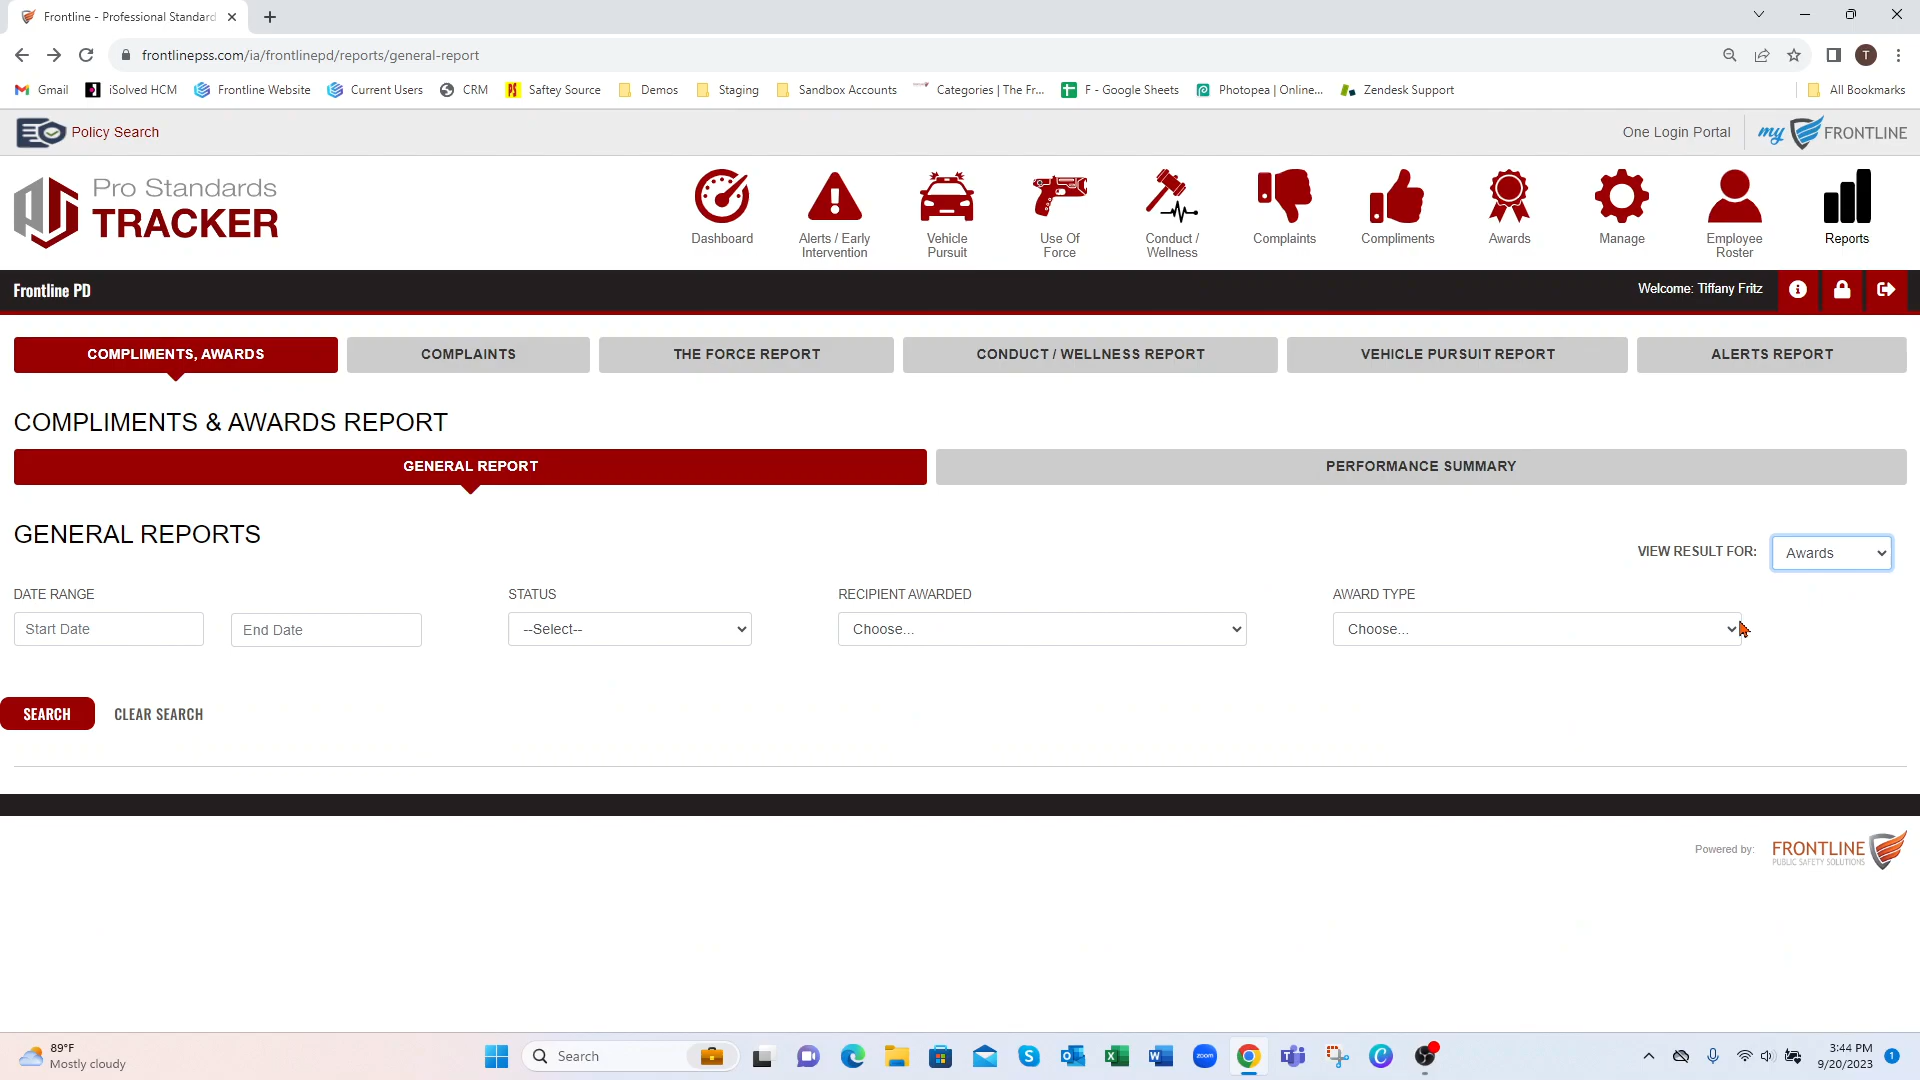 Frontline - Professional Standard
frontlinepss.com/ia/frontlinepd/reports/general-report
T
Gmail
iSolved HCM
Frontline Website
Current Users
CRM
PS
Saftey Source
Demos
Staging
Sandbox Accounts
Categories | The Fr...
F - Google Sheets
Photopea | Online...
Zendesk Support
All Bookmarks
Policy Search
One Login Portal
my FRONTLINE
Pro Standards
TRACKER
Dashboard
Alerts / Early
Intervention
Vehicle
Pursuit
Use Of
Force
Conduct /
Wellness
Complaints
Compliments
Awards
Manage
Employee
Roster
Reports
Frontline PD
Welcome: Tiffany Fritz
COMPLIMENTS, AWARDS
COMPLAINTS
THE FORCE REPORT
CONDUCT / WELLNESS REPORT
VEHICLE PURSUIT REPORT
ALERTS REPORT
COMPLIMENTS & AWARDS REPORT
GENERAL REPORT
PERFORMANCE SUMMARY
GENERAL REPORTS
VIEW RESULT FOR:
Awards
DATE RANGE
STATUS
RECIPIENT AWARDED
AWARD TYPE
Start Date
End Date
--Select--
Choose...
Choose...
SEARCH
CLEAR SEARCH
Powered by:
FRONTLINE
PUBLIC SAFETY SOLUTIONS
89°F
Mostly cloudy
Search
zoom
3:44 PM
9/20/2023
1